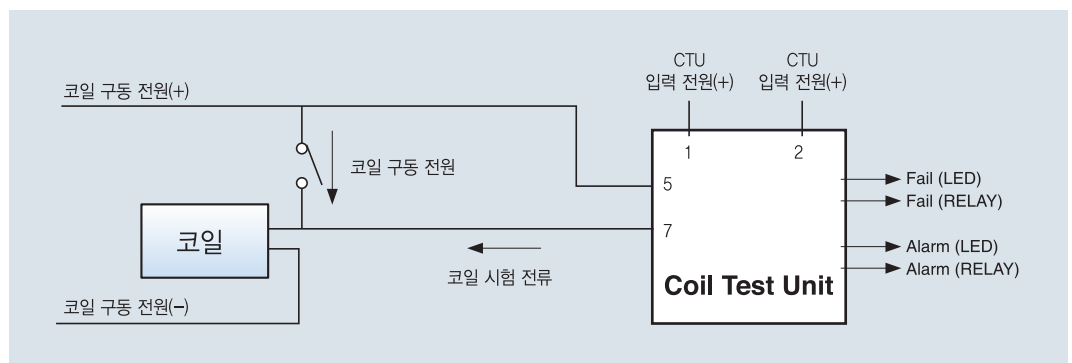 CTU
입력 전원(+)
CTU
입력 전원(+)
코일 구동 전원(+)
1
2
코일 구동 전원
5
Fail (LED)
Fail (RELAY)
7
코일
Alarm (LED)
코일 시험 전류
Alarm (RELAY)
Coil Test Unit
코일 구동 전원(−)